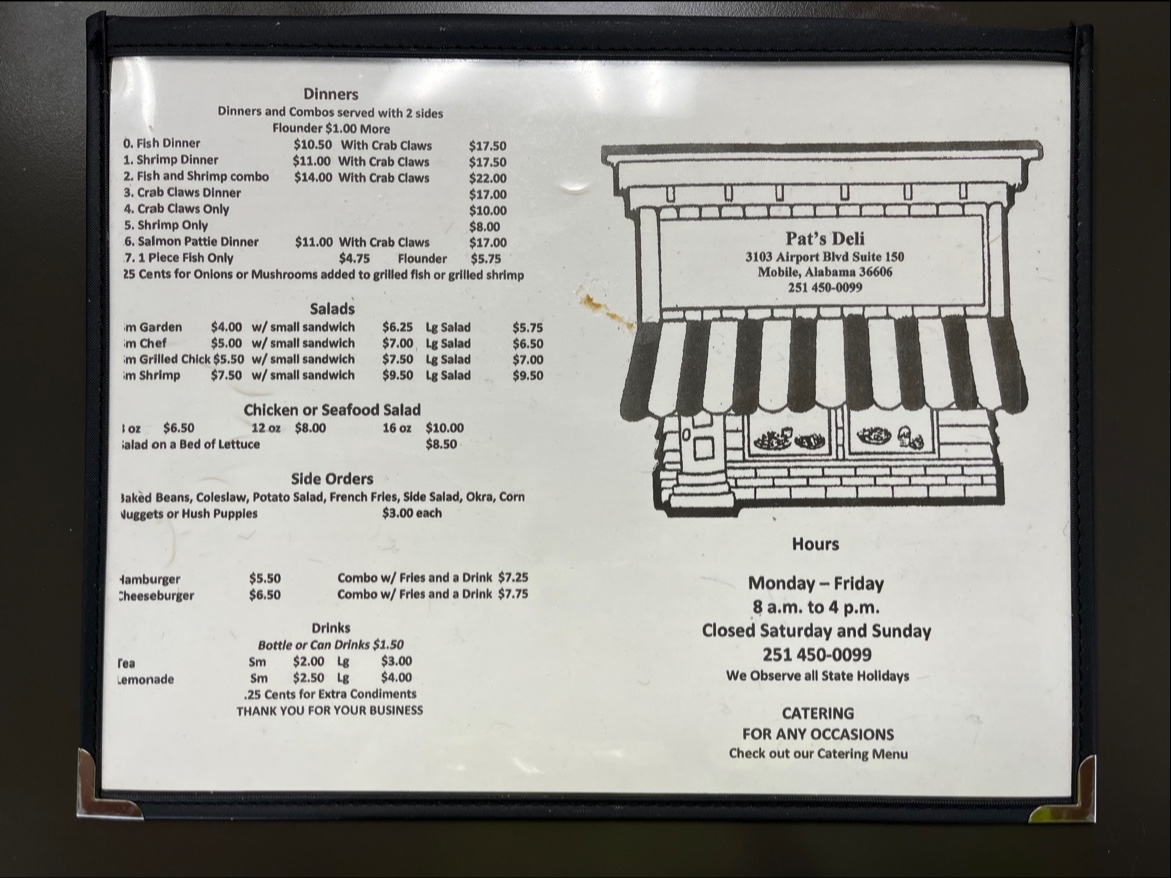 Dinners
Dinners and Combos served with 2 sides
Flounder $1.00 More
0. Fish Dinner $10.50 With Crab Claws $17.50
1. Shrimp Dinner $11.00 With Crab Claws $17.50
2. Fish and Shrimp combo $14.00 With Crab Claws $22.00
3. Crab Claws Dinner $17.00
4. Crab Claws Only $10.00
5. Shrimp Only $8.00
6. Salmon Pattie Dinner $11.00 With Crab Claws $17.00
7. 1 Piece Fish Only $4.75 Flounder $5.75
25 Cents for Onions or Mushrooms added to grilled fish or grilled shrimp
Salads
m Garden $4.00 w/ small sandwich $6.25 Lg Salad $5.75
m Chef $5.00 w/ small sandwich $7.00 Lg Salad $6.50
m Grilled Chick $5.50 w/ small sandwich $7.50 Lg Salad $7.00
m Shrimp $7.50 w/ small sandwich $9.50 Lg Salad $9.50
Chicken or Seafood Salad
oz $6.50 12 oz $8.00 16 oz $10.00
alad on a Bed of Lettuce $8.50
Side Orders
Baked Beans, Coleslaw, Potato Salad, French Fries, Side Salad, Okra, Corn
Nuggets or Hush Puppies $3.00 each
Hamburger $5.50 Combo w/ Fries and a Drink $7.25
Cheeseburger $6.50 Combo w/ Fries and a Drink $7.75
Drinks
Bottle or Can Drinks $1.50
Tea Sm $2.00 Lg $3.00
Lemonade Sm $2.50 Lg $4.00
.25 Cents for Extra Condiments
THANK YOU FOR YOUR BUSINESS
Pat's Deli
3103 Airport Blvd Suite 150
Mobile, Alabama 36606
251 450-0099
Hours
Monday – Friday
8 a.m. to 4 p.m.
Closed Saturday and Sunday
251 450-0099
We Observe all State Holidays
CATERING
FOR ANY OCCASIONS
Check out our Catering Menu